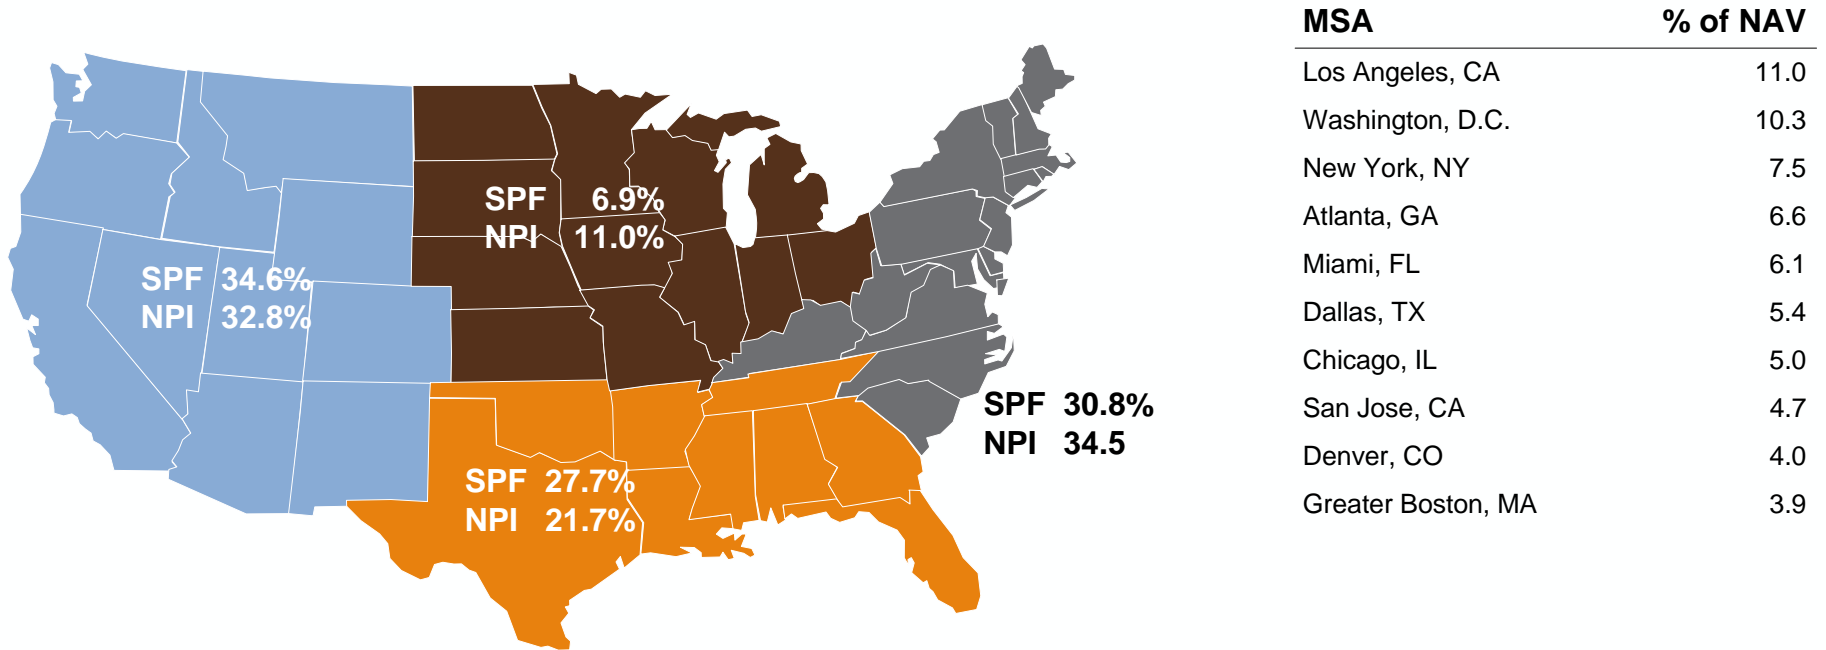 SPF 6.9%
NPI 11.0%
SPF 34.6%
NPI 32.8%
SPF 30.8%
NPI 34.5
SPF 27.7%
NPI 21.7%
MSA % of NAV
Los Angeles, CA 11.0
Washington, D.C. 10.3
New York, NY 7.5
Atlanta, GA 6.6
Miami, FL 6.1
Dallas, TX 5.4
Chicago, IL 5.0
San Jose, CA 4.7
Denver, CO 4.0
Greater Boston, MA 3.9